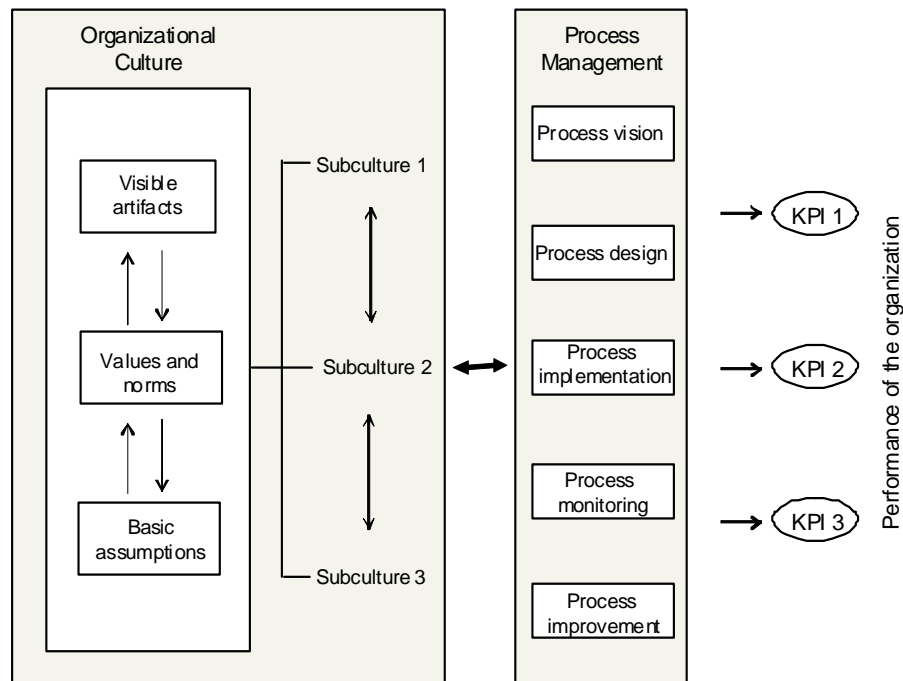 Organizational
Culture
Visible
artifacts
Values and
norms
Basic
assumptions
Subculture 1
Subculture 2
Subculture 3
Process
Management
Process vision
Process design
Process
implementation
Process
monitoring
Process
improvement
KPI 1
KPI 2
KPI 3
Performance of the organization